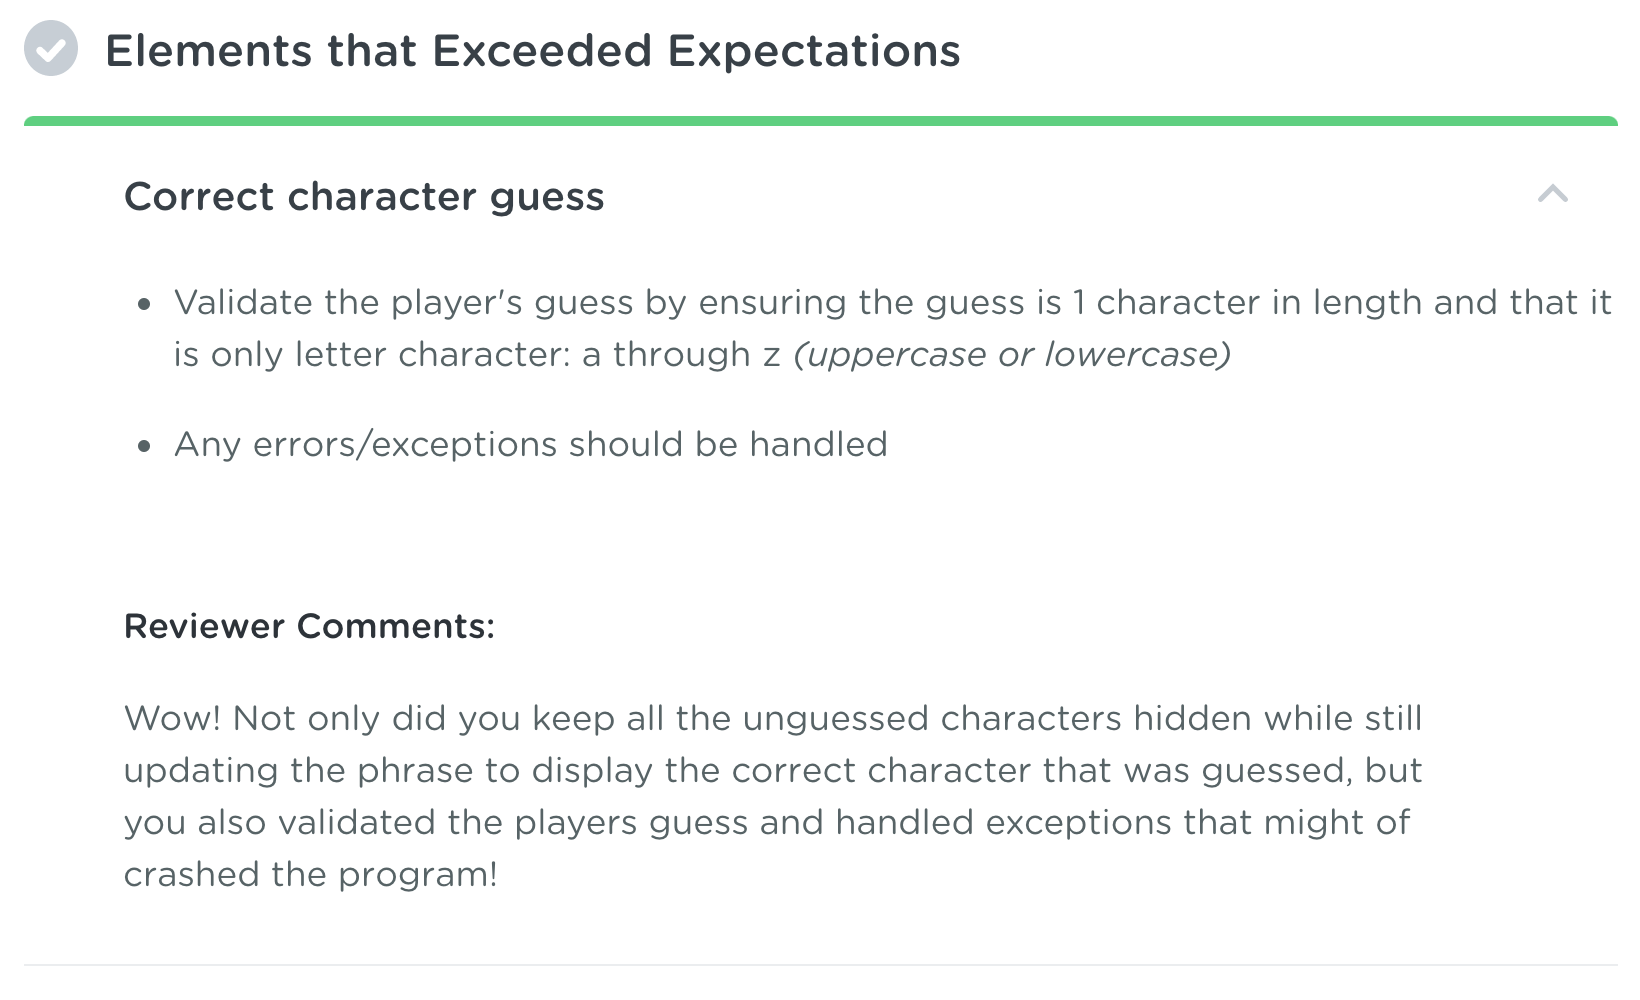 Elements that Exceeded Expectations
Correct character guess
• Validate the player's guess by ensuring the guess is 1 character in length and that it
is only letter character: a through z (uppercase or lowercase)
• Any errors/exceptions should be handled
Reviewer Comments:
Wow! Not only did you keep all the unguessed characters hidden while still
updating the phrase to display the correct character that was guessed, but
you also validated the players guess and handled exceptions that might of
crashed the program!